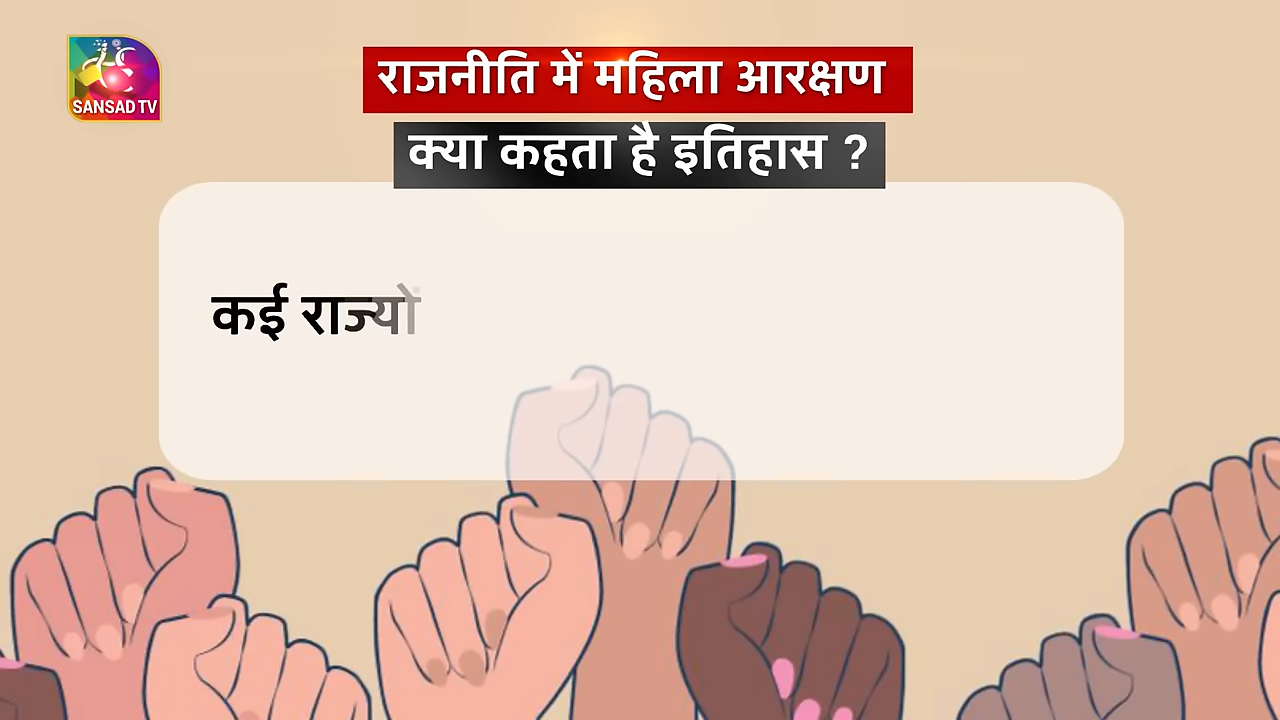 SANSAD TV
राजनीति में महिला आरक्षण
क्या कहता है इतिहास ?
कई राज्यों